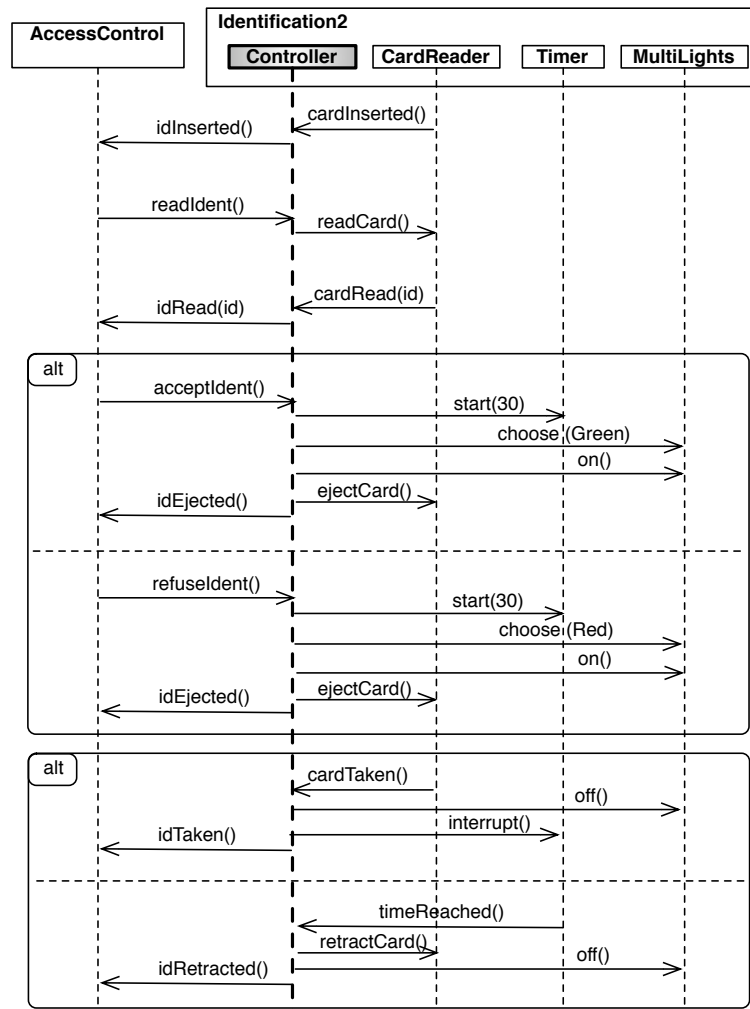 Identification2
AccessControl
Controller CardReader Timer MultiLights
cardInserted()
idInserted()
readIdent()
readCard()
cardRead(id)
idRead(id)
alt
acceptIdent()
start(30)
choose (Green)
on()
ejectCard()
idEjected()
refuseIdent()
start(30)
choose (Red)
on()
ejectCard()
idEjected()
alt
cardTaken()
off()
interrupt()
idTaken()
timeReached()
retractCard()
off()
idRetracted()